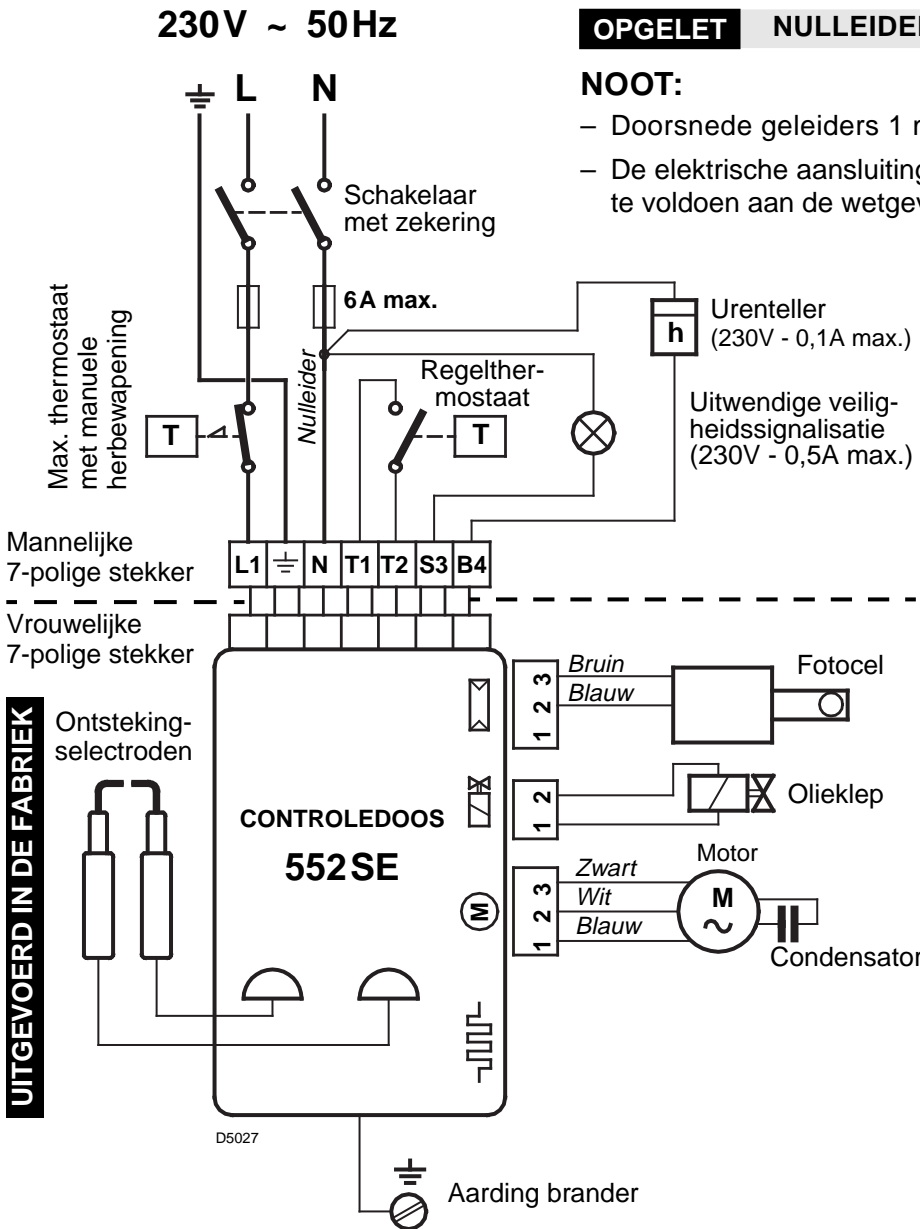 230V ~ 50Hz
OPGELET
L N
NOOT:
– Doorsnede geleiders 1
– De elektrische
te voldoen aan de
Schakelaar
met zekering
6A max.
Max. thermostaat
met manuele
herbewapening
Nulleider
Urenteller
(230V - 0,1A max.)
h
Regelther-
mostaat
T
T
Uitwendige veilig-
heidssignalisatie
(230V - 0,5A max.)
Mannelijke
7-polige stekker
L1 N T1 T2 S3 B4
Vrouwelijke
7-polige stekker
UITGEVOERD IN DE FABRIEK
Ontsteking-
selectroden
CONTROLEDOOS
552SE
M
3
2
1
Bruin
Blauw
Fotocel
2
1
Olieklep
3
2
1
Zwart
Wit
Blauw
Motor
M
~
Condensator
D5027
Aarding brander